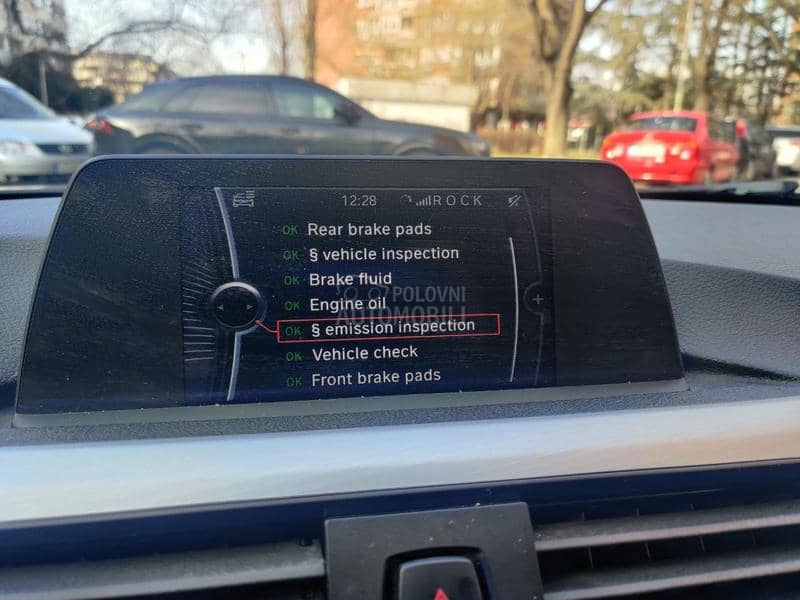 12:28 ROCK
OK Rear brake pads
OK § vehicle inspection
OK Brake fluid
OK Engine oil
POLOVNI
AUTOMOBILI
OK § emission inspection
OK Vehicle check
OK Front brake pads